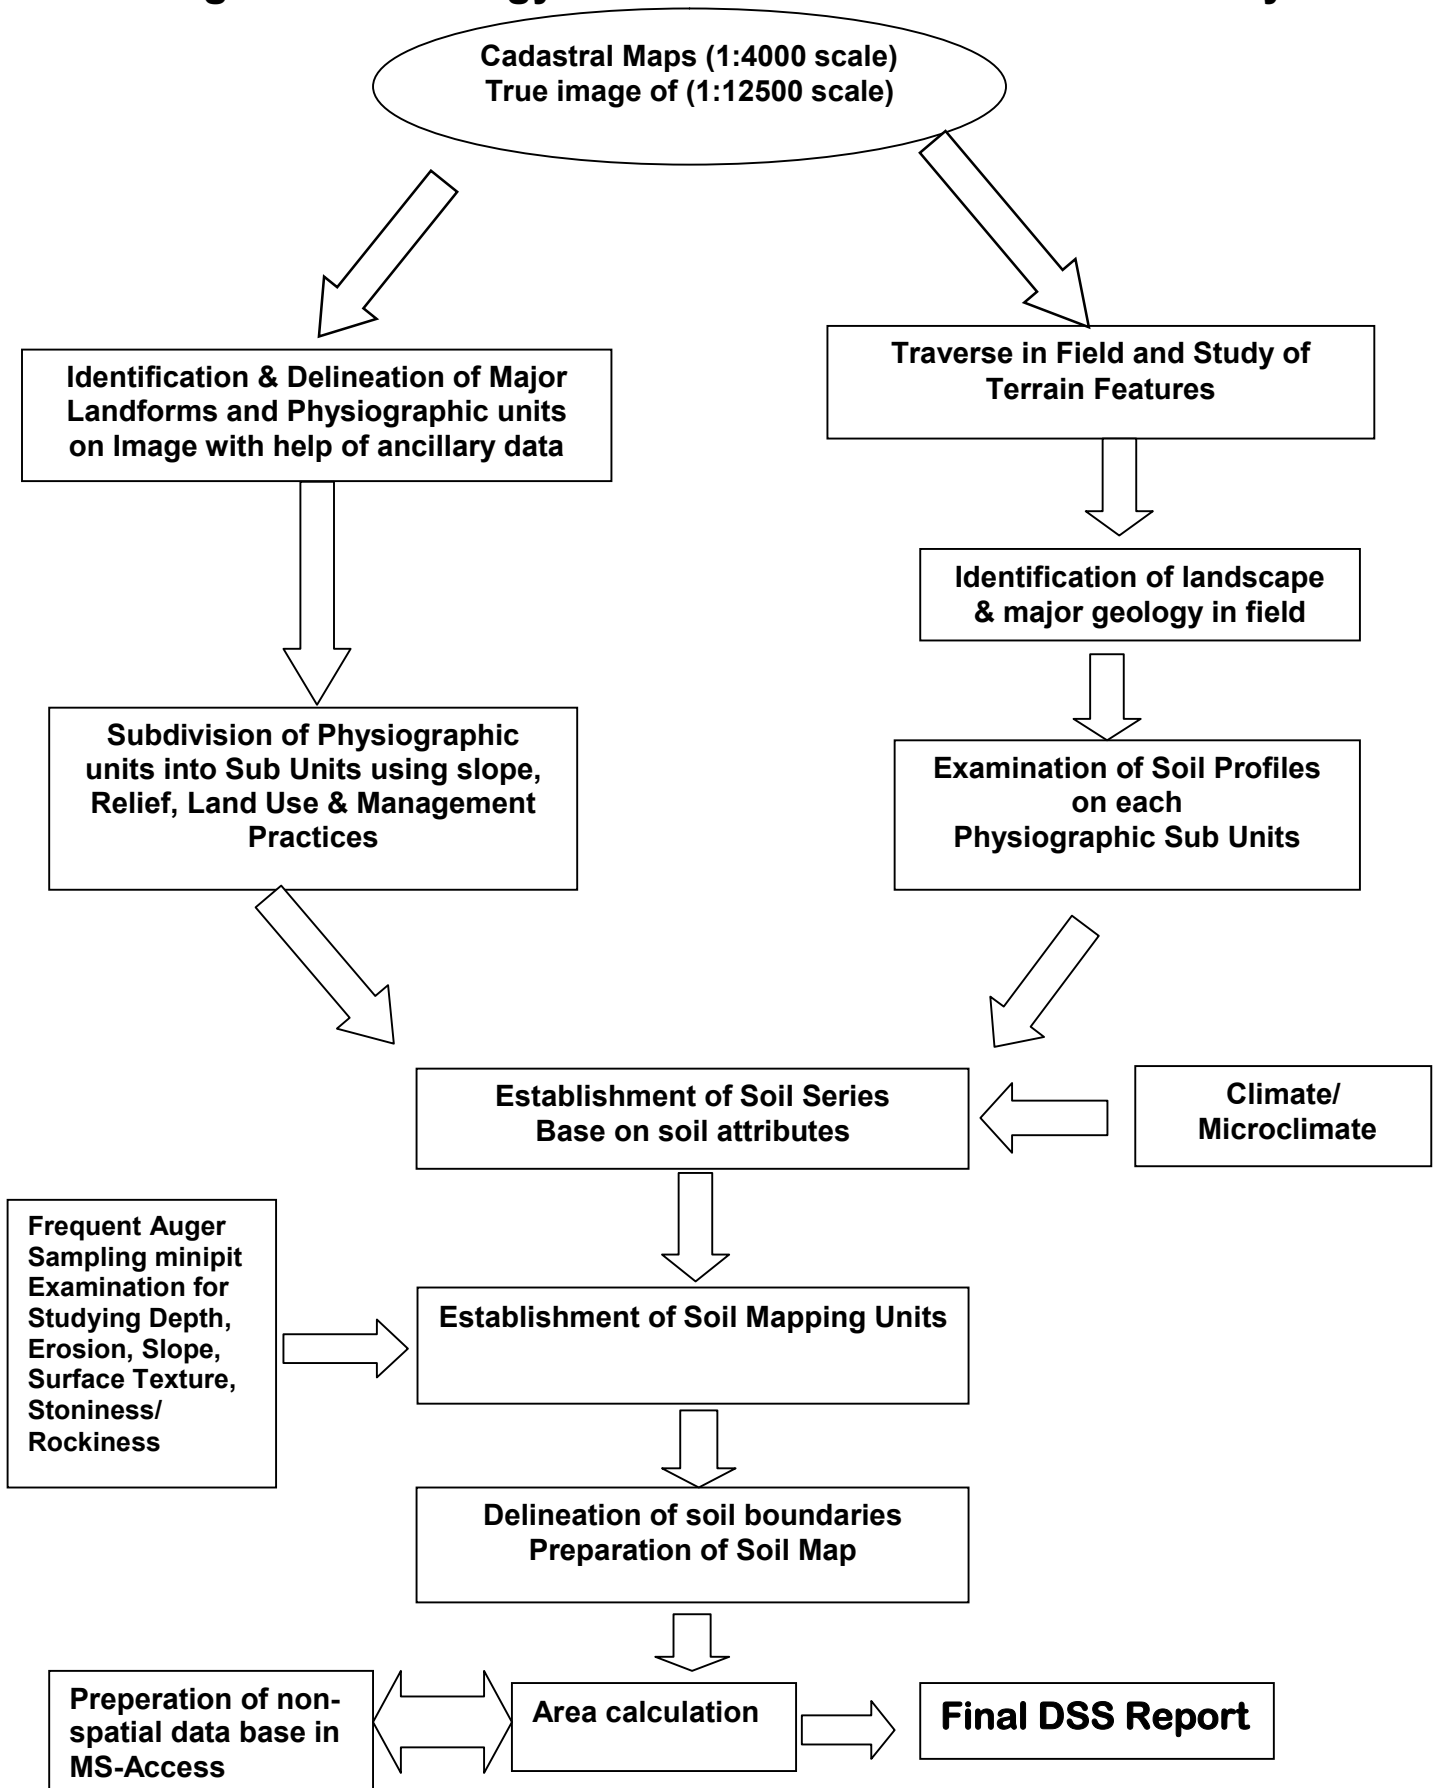 Cadastral Maps (1:4000 scale)
True image of (1:12500 scale)
Identification & Delineation of Major
Landforms and Physiographic units
on Image with help of ancillary data
Traverse in Field and Study of
Terrain Features
Identification of landscape
& major geology in field
Subdivision of Physiographic
units into Sub Units using slope,
Relief, Land Use & Management
Practices
Examination of Soil Profiles
on each
Physiographic Sub Units
Establishment of Soil Series
Base on soil attributes
Climate/
Microclimate
Frequent Auger
Sampling minipit
Examination for
Studying Depth,
Erosion, Slope,
Surface Texture,
Stoniness/
Rockiness
Establishment of Soil Mapping Units
Delineation of soil boundaries
Preparation of Soil Map
Preperation of non-
spatial data base in
MS-Access
Area calculation
Final DSS Report